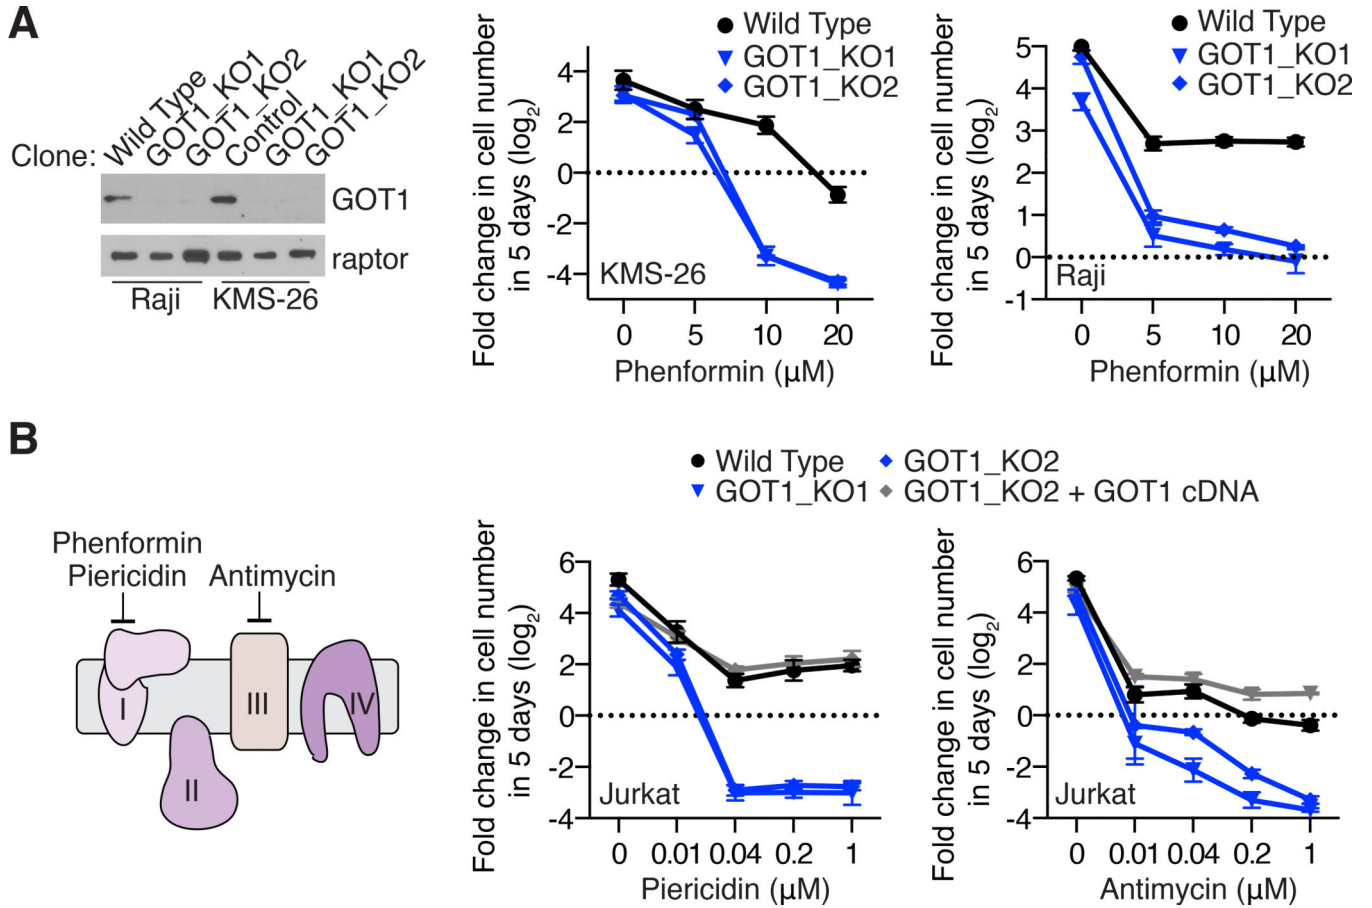 A
Clone:
Wild Type
GOT1_KO1
GOT1_KO2
Control
GOT1_KO1
GOT1_KO2
GOT1
raptor
Raji
KMS-26
Fold change in cell number
in 5 days (log2)
4
2
0
-2
-4
Wild Type
GOT1_KO1
GOT1_KO2
KMS-26
0 5 10 20
Phenformin (µM)
Fold change in cell number
in 5 days (log2)
5
4
3
2
1
0
-1
Wild Type
GOT1_KO1
GOT1_KO2
Raji
0 5 10 20
Phenformin (µM)
B
Phenformin
Piericidin
Antimycin
I
II
III
IV
Wild Type
GOT1_KO2
GOT1_KO1
GOT1_KO2 + GOT1 cDNA
Fold change in cell number
in 5 days (log2)
6
4
2
0
-2
-4
Jurkat
0 0.01 0.04 0.2 1
Piericidin (µM)
Fold change in cell number
in 5 days (log2)
6
4
2
0
-2
-4
Jurkat
0 0.01 0.04 0.2 1
Antimycin (µM)